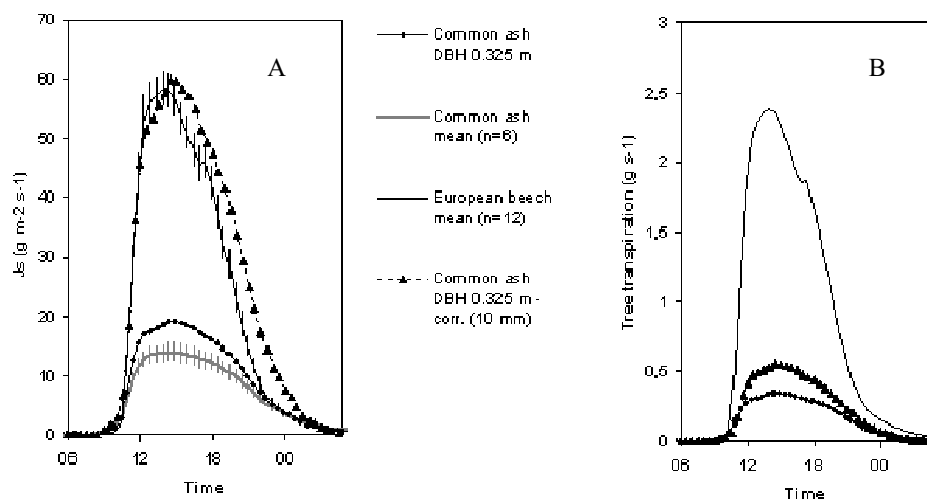 A
70
60
50
40
30
20
10
0
Js (g m-2 s-1)
06 12 18 00
Time
Common ash
DBH 0.325 m
Common ash
mean (n=6)
European beech
mean (n=12)
Common ash
DBH 0.325 m -
corr. (10 mm)
B
3
2,5
2
1,5
1
0,5
0
Tree transpiration (g s-1)
06 12 18 00
Time